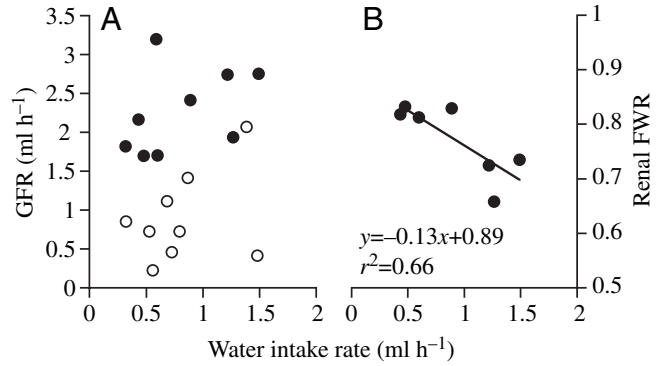 A
B
3.5
3
2.5
2
1.5
1
0.5
0
GFR (ml h⁻¹)
0 0.5 1 1.5 2
y=–0.13x+0.89
r²=0.66
0 0.5 1 1.5 2
1
0.9
0.8
0.7
0.6
0.5
Renal FWR
Water intake rate (ml h⁻¹)